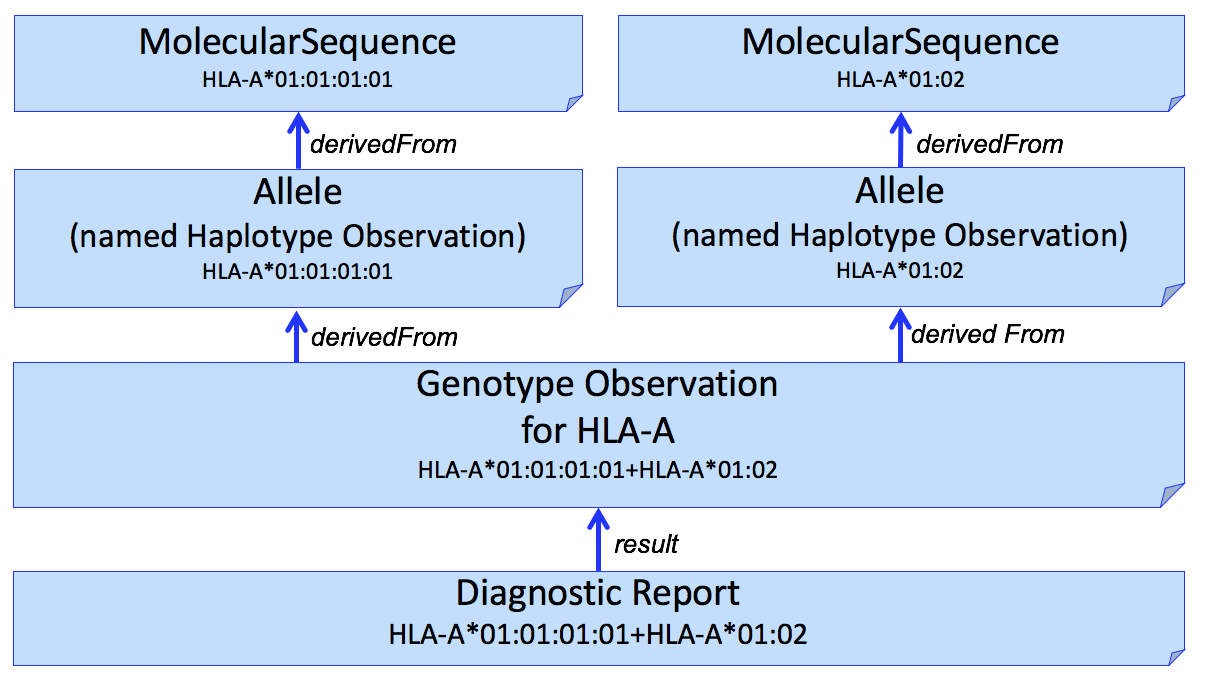 MolecularSequence
HLA-A*01:01:01:01
MolecularSequence
HLA-A*01:02
derivedFrom
derivedFrom
Allele
(named Haplotype Observation)
HLA-A*01:01:01:01
Allele
(named Haplotype Observation)
HLA-A*01:02
derivedFrom
derived From
Genotype Observation
for HLA-A
HLA-A*01:01:01:01+HLA-A*01:02
result
Diagnostic Report
HLA-A*01:01:01:01+HLA-A*01:02